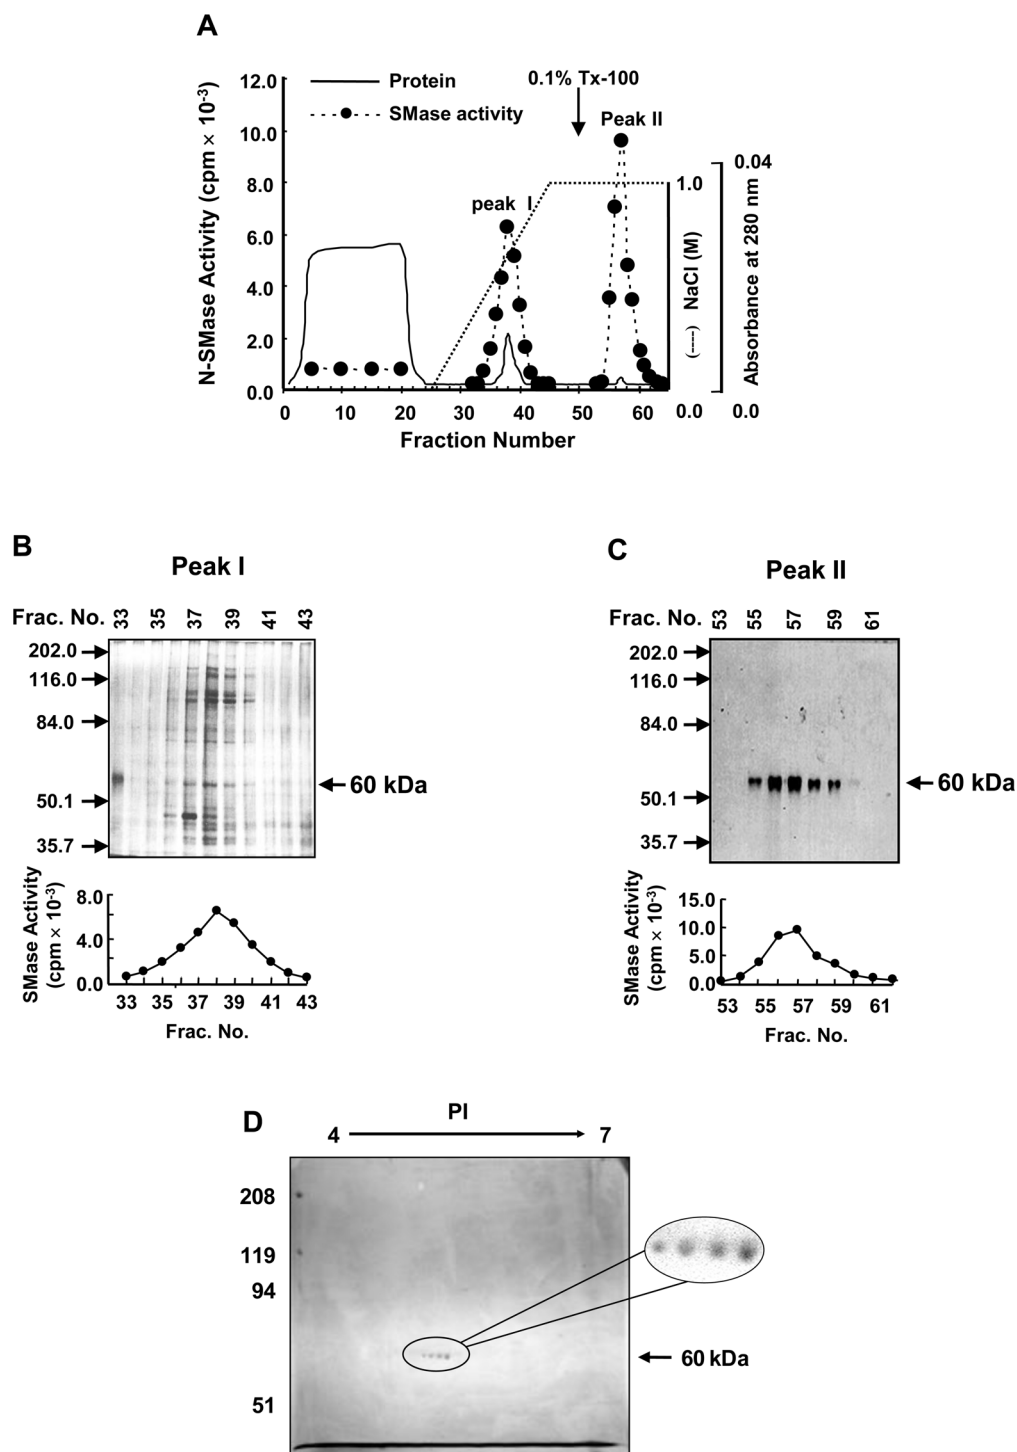 A
Protein
SMase activity
0.1% Tx-100
Peak II
peak I
N-SMase Activity (cpm × 10-3)
12.0
10.0
8.0
6.0
4.0
2.0
0.0
0 10 20 30 40 50 60
Fraction Number
1.0
0.0
(----) NaCl (M)
0.04
0.0
Absorbance at 280 nm
B
Peak I
Frac. No. 33 35 37 39 41 43
202.0
116.0
84.0
50.1
35.7
60 kDa
SMase Activity
(cpm × 10-3)
8.0
4.0
0.0
33 35 37 39 41 43
Frac. No.
C
Peak II
Frac. No. 53 55 57 59 61
202.0
116.0
84.0
50.1
35.7
60 kDa
SMase Activity
(cpm × 10-3)
15.0
10.0
5.0
0.0
53 55 57 59 61
Frac. No.
D
PI
4 7
208
119
94
51
60 kDa